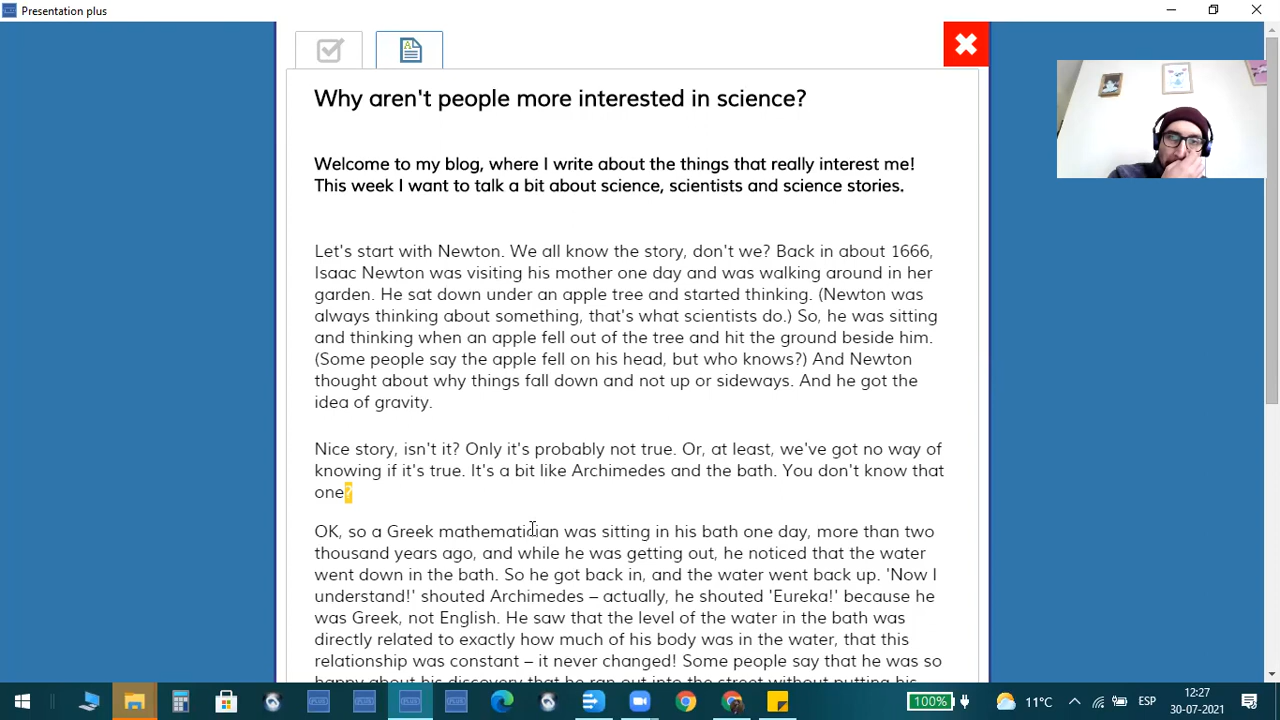 Presentation plus
Why aren't people more interested in science?
Welcome to my blog, where I write about the things that really interest me!
This week I want to talk a bit about science, scientists and science stories.
Let's start with Newton. We all know the story, don't we? Back in about 1666,
Isaac Newton was visiting his mother one day and was walking around in her
garden. He sat down under an apple tree and started thinking. (Newton was
always thinking about something, that's what scientists do.) So, he was sitting
and thinking when an apple fell out of the tree and hit the ground beside him.
(Some people say the apple fell on his head, but who knows?) And Newton
thought about why things fall down and not up or sideways. And he got the
idea of gravity.
Nice story, isn't it? Only it's probably not true. Or, at least, we've got no way of
knowing if it's true. It's a bit like Archimedes and the bath. You don't know that
one?
OK, so a Greek mathematician was sitting in his bath one day, more than two
thousand years ago, and while he was getting out, he noticed that the water
went down in the bath. So he got back in, and the water went back up. 'Now I
understand!' shouted Archimedes – actually, he shouted 'Eureka!' because he
was Greek, not English. He saw that the level of the water in the bath was
directly related to exactly how much of his body was in the water, that this
relationship was constant – it never changed! Some people say that he was so
happy about his discovery that he ran out into the street without putting his
100%
11°C
ESP
12:27
30-07-2021